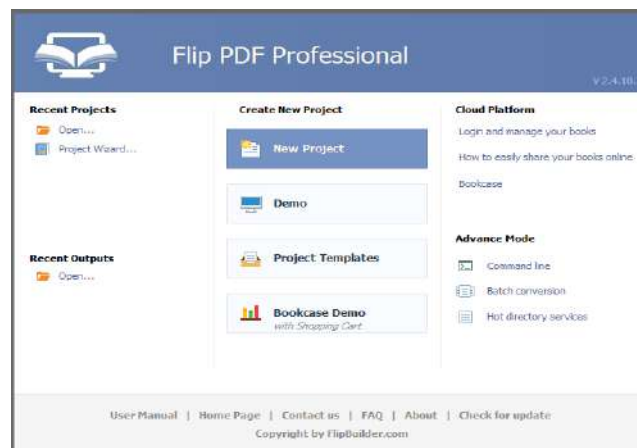 Flip PDF Professional
V 2.4.10.
Recent Projects
Open...
Project Wizard...
Recent Outputs
Open...
Create New Project
New Project
Demo
Project Templates
Bookcase Demo
with Shopping Cart
Cloud Platform
Login and manage your books
How to easily share your books online
Bookcase
Advance Mode
Command line
Batch conversion
Hot directory services
User Manual | Home Page | Contact us | FAQ | About | Check for update
Copyright by FlipBuilder.com